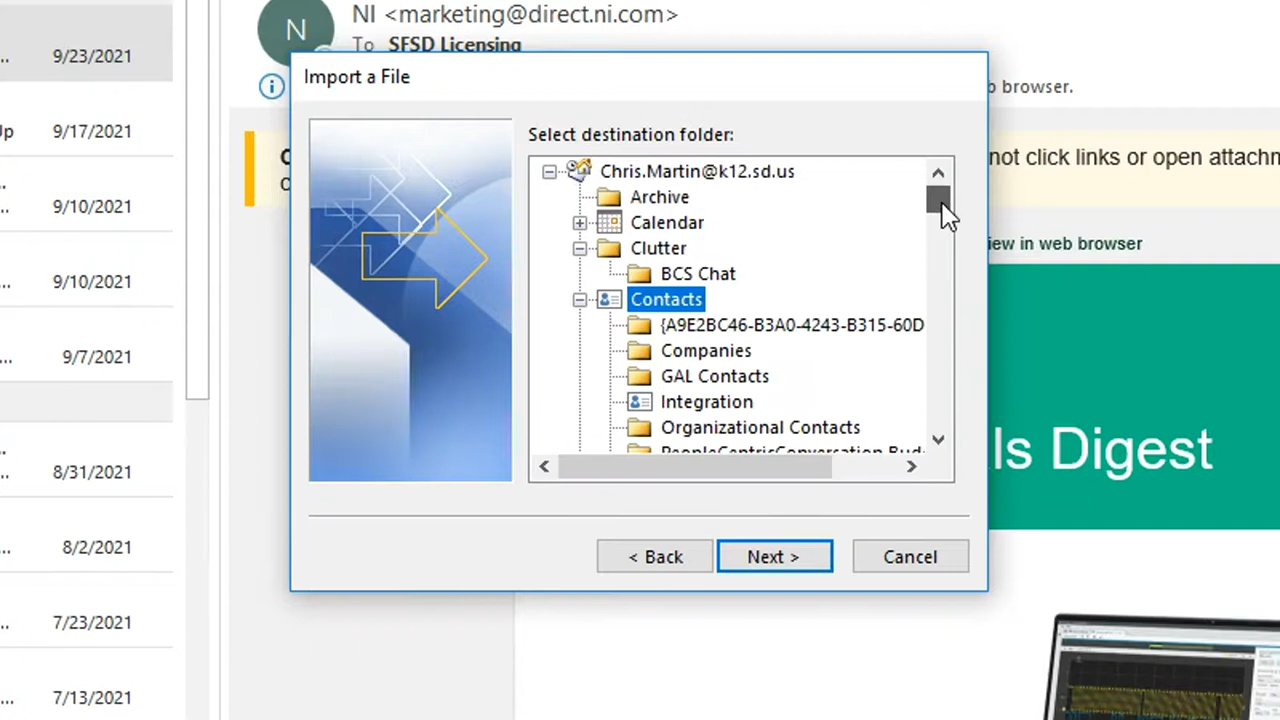 NI <marketing@direct.ni.com>
N
To SFSD Licensing
.. 9/23/2021
Import a File
b browser.
Up 9/17/2021
Select destination folder:
not click links or open attachm
Chris.Martin@k12.sd.us
Archive
.. 9/10/2021
Calendar
Clutter
iew in web browser
BCS Chat
... 9/10/2021
Contacts
{A9E2BC46-B3A0-4243-B315-60D
Companies
... 9/7/2021
GAL Contacts
Integration
Organizational Contacts
PeopleCentricConversation Bud
ls Digest
.. 8/31/2021
... 8/2/2021
< Back Next > Cancel
.. 7/23/2021
... 7/13/2021